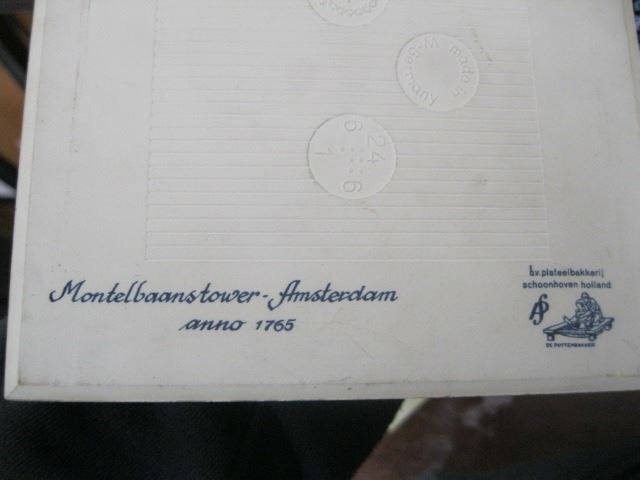 made in
W-Germany
24
6 6
1
Montelbaanstower - Amsterdam
anno 1765
b.v. plateelbakkerij
schoonhoven holland
DE POTTENBAKKER